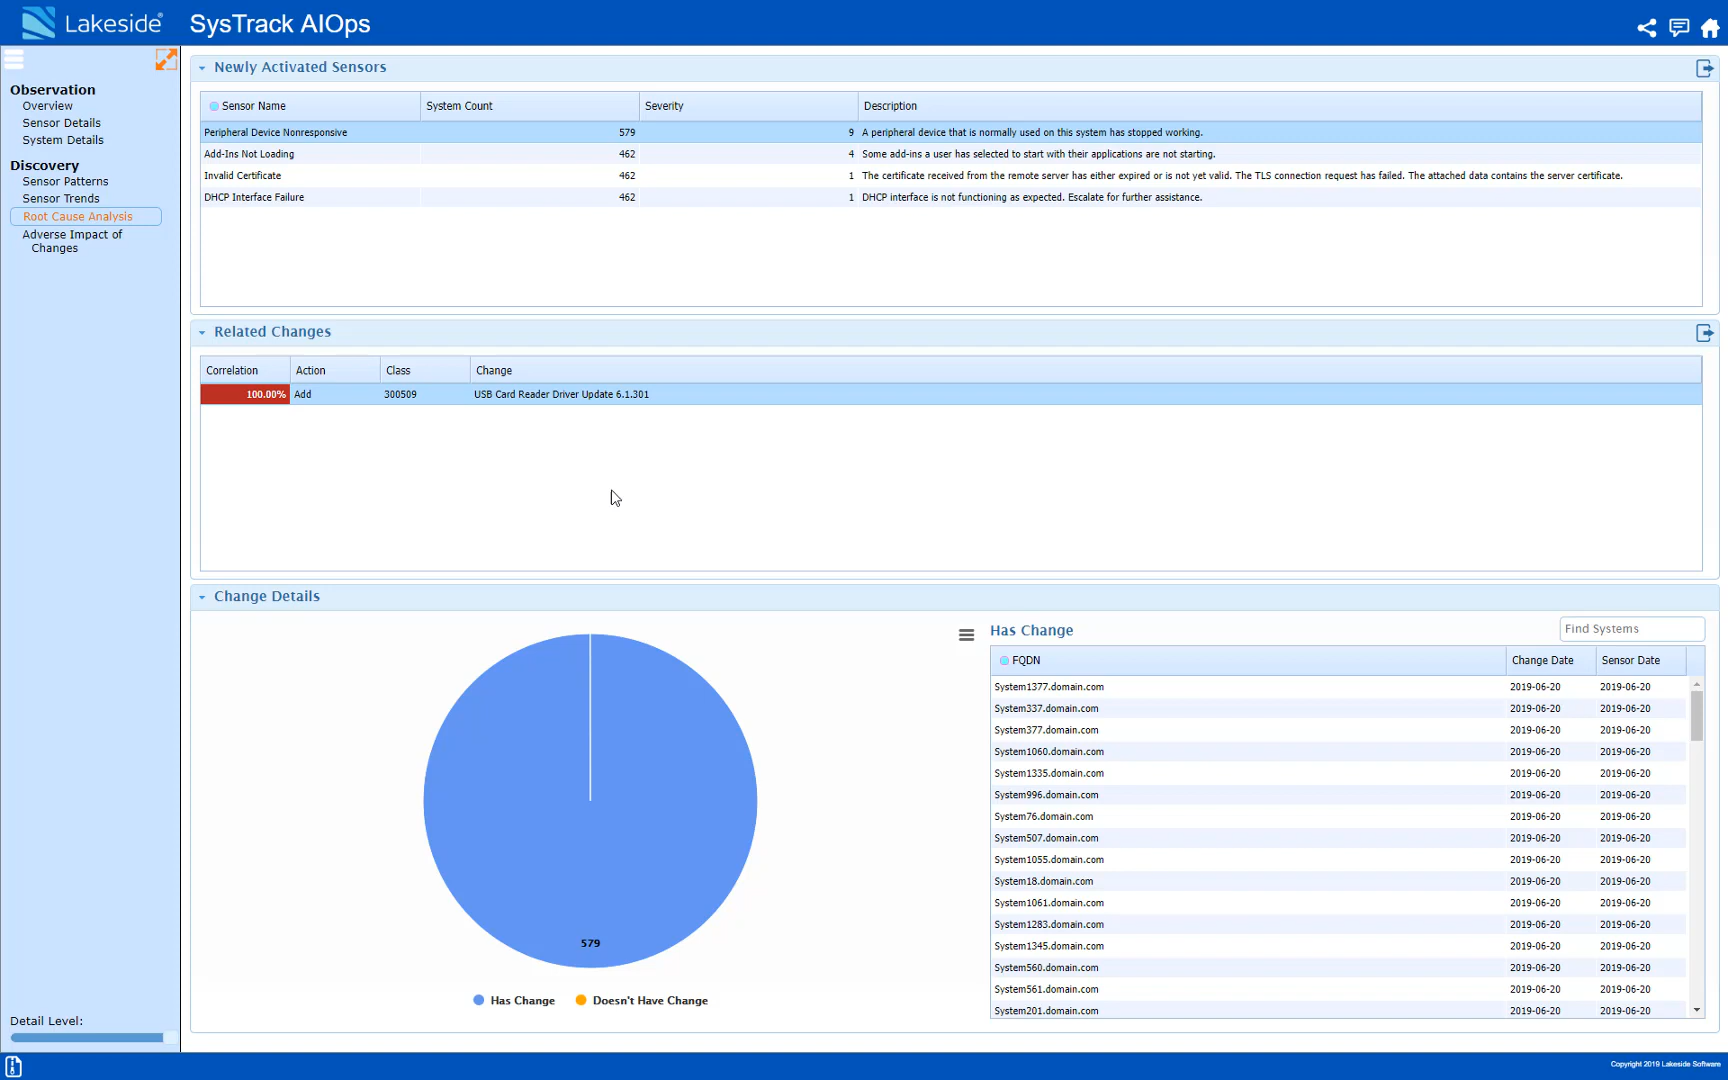 Lakeside® SysTrack AIOps
Observation
Overview
Sensor Details
System Details
Discovery
Sensor Patterns
Sensor Trends
Root Cause Analysis
Adverse Impact of
Changes
Detail Level:
Newly Activated Sensors
Sensor Name System Count Severity Description
Peripheral Device Nonresponsive 579 9 A peripheral device that is normally used on this system has stopped working.
Add-Ins Not Loading 462 4 Some add-ins a user has selected to start with their applications are not starting.
Invalid Certificate 462 1 The certificate received from the remote server has either expired or is not yet valid. The TLS connection request has failed. The attached data contains the server certificate.
DHCP Interface Failure 462 1 DHCP interface is not functioning as expected. Escalate for further assistance.
Related Changes
Correlation Action Class Change
100.00% Add 300509 USB Card Reader Driver Update 6.1.301
Change Details
579
Has Change Doesn't Have Change
Has Change Find Systems
FQDN Change Date Sensor Date
System1377.domain.com 2019-06-20 2019-06-20
System337.domain.com 2019-06-20 2019-06-20
System377.domain.com 2019-06-20 2019-06-20
System1060.domain.com 2019-06-20 2019-06-20
System1335.domain.com 2019-06-20 2019-06-20
System996.domain.com 2019-06-20 2019-06-20
System76.domain.com 2019-06-20 2019-06-20
System507.domain.com 2019-06-20 2019-06-20
System1055.domain.com 2019-06-20 2019-06-20
System18.domain.com 2019-06-20 2019-06-20
System1061.domain.com 2019-06-20 2019-06-20
System1283.domain.com 2019-06-20 2019-06-20
System1345.domain.com 2019-06-20 2019-06-20
System560.domain.com 2019-06-20 2019-06-20
System561.domain.com 2019-06-20 2019-06-20
System201.domain.com 2019-06-20 2019-06-20
Copyright 2019 Lakeside Software